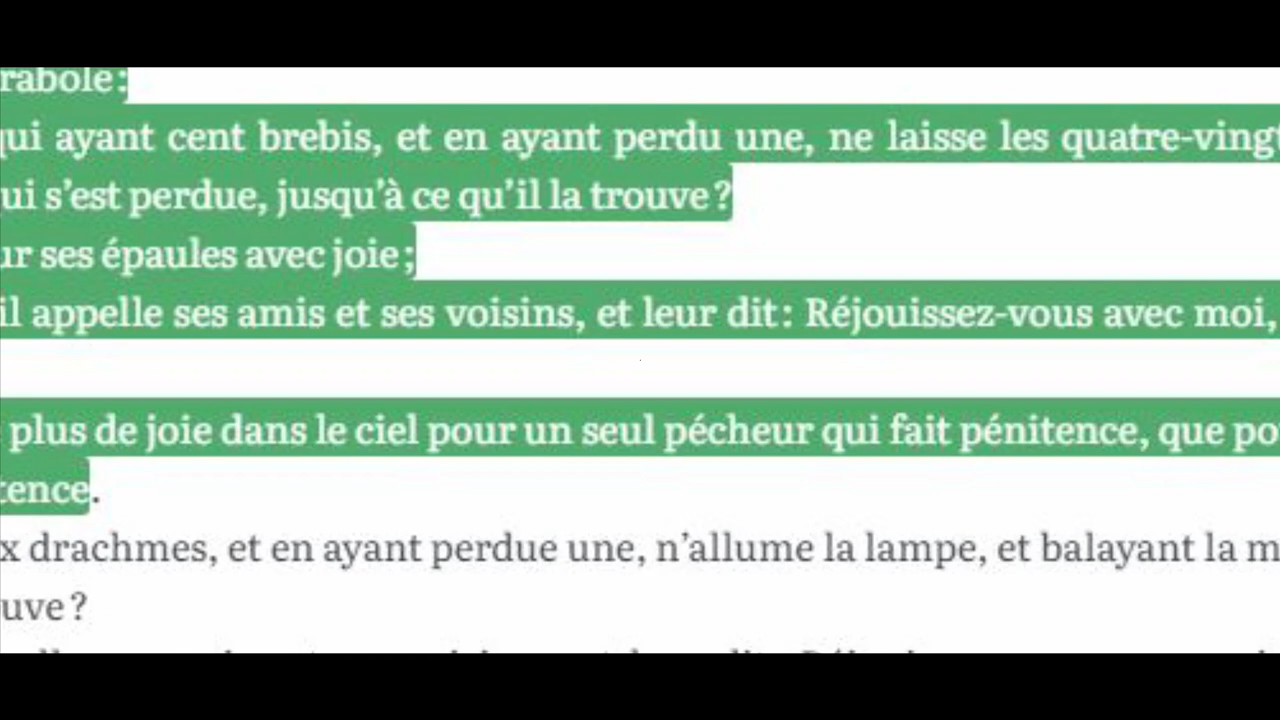 rabole :
qui ayant cent brebis, et en ayant perdu une, ne laisse les quatre-vingt
ui s’est perdue, jusqu’à ce qu’il la trouve ?
ur ses épaules avec joie ;
il appelle ses amis et ses voisins, et leur dit : Réjouissez-vous avec moi,
plus de joie dans le ciel pour un seul pécheur qui fait pénitence, que po
tence.
x drachmes, et en ayant perdue une, n’allume la lampe, et balayant la m
uve ?